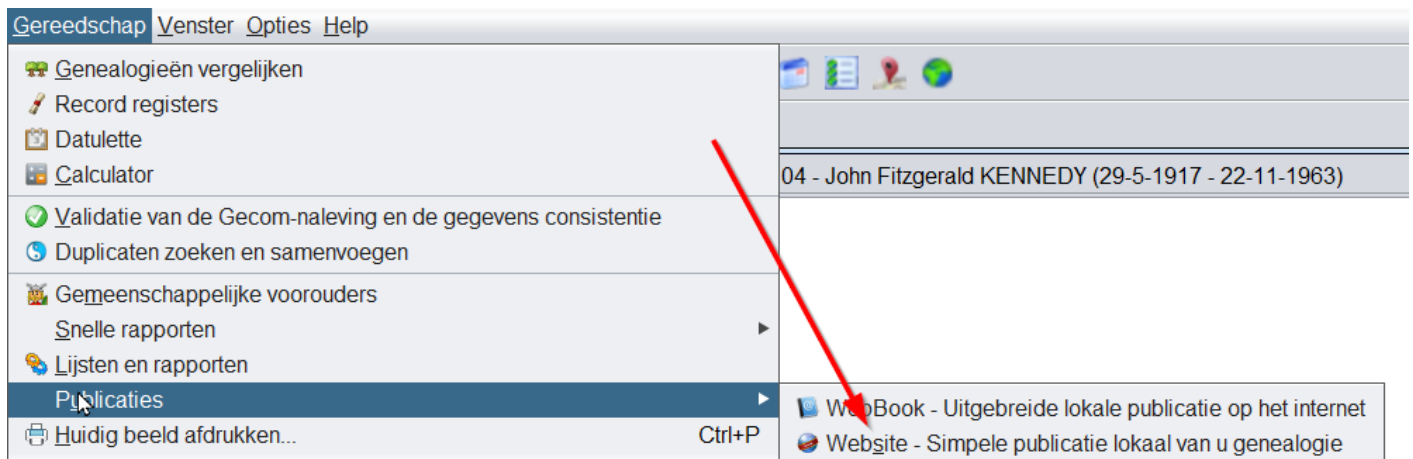 Gereedschap Venster Opties Help
Genealogieën vergelijken
Record registers
Datulette
Calculator
04 - John Fitzgerald KENNEDY (29-5-1917 - 22-11-1963)
Validatie van de Gecom-naleving en de gegevens consistentie
Duplicaten zoeken en samenvoegen
Gemeenschappelijke voorouders
Snelle rapporten
Lijsten en rapporten
Publicaties
WebBook - Uitgebreide lokale publicatie op het internet
Huidig beeld afdrukken... Ctrl+P
Website - Simpele publicatie lokaal van u genealogie